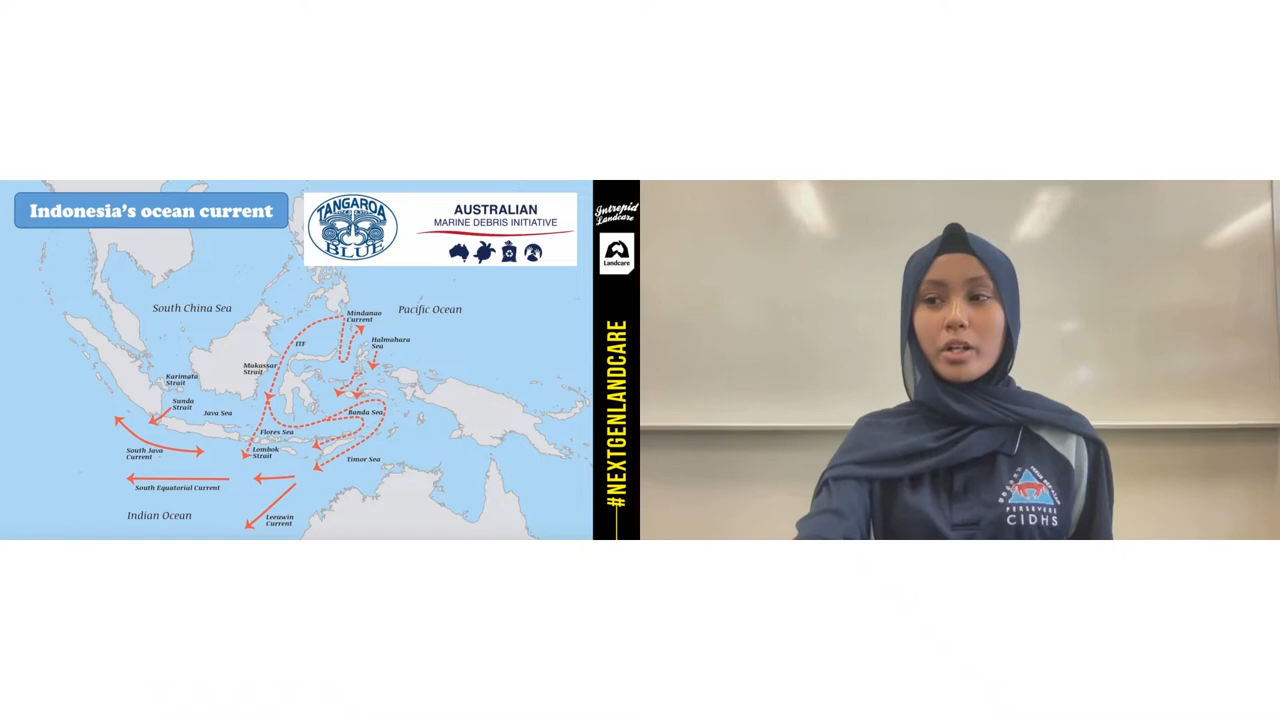 Indonesia's ocean current
TANGAROA
BLUE
AUSTRALIAN
MARINE DEBRIS INITIATIVE
Intrepid
Landcare
Landcare
#NEXTGENLANDCARE
South China Sea
Pacific Ocean
Mindanao
Current
ITF
Halmahara
Sea
Makassar
Strait
Karimata
Strait
Sunda
Strait
Java Sea
Banda Sea
Flores Sea
Lombok
Strait
Timor Sea
South Java
Current
South Equatorial Current
Indian Ocean
Leeuwin
Current
PERSEVERE
CIDHS